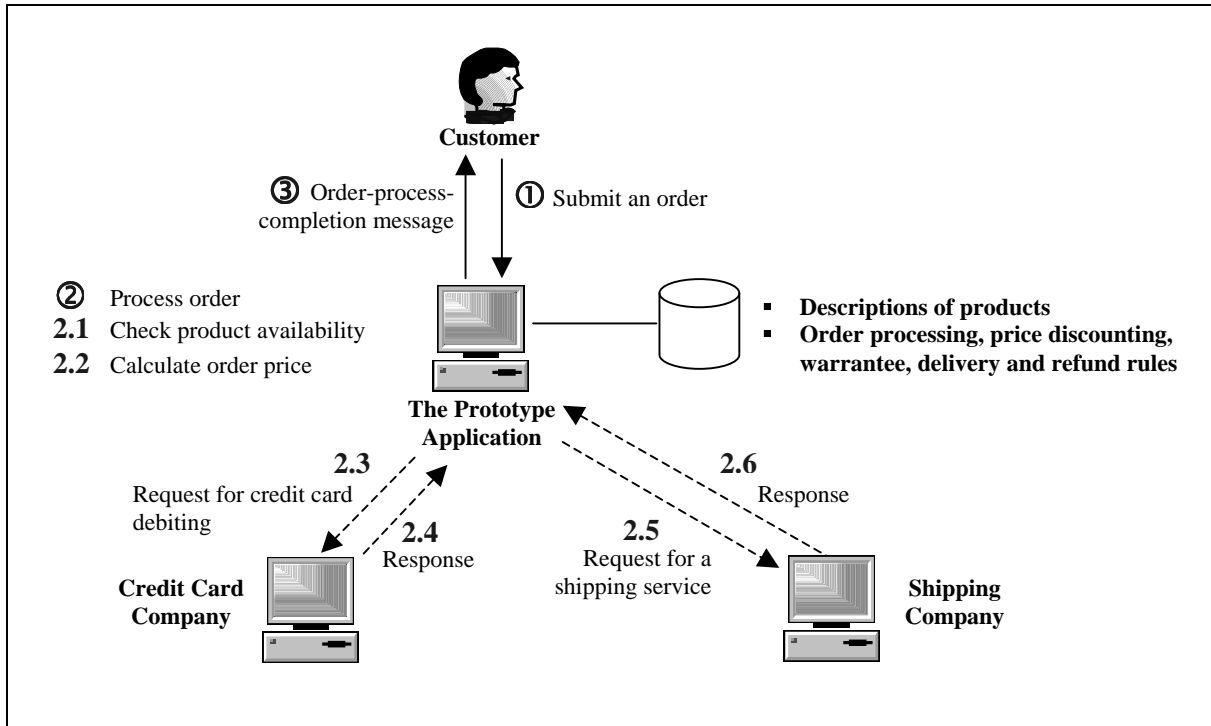 Customer
③ Order-process-
completion message
① Submit an order
② Process order
2.1 Check product availability
2.2 Calculate order price
▪ Descriptions of products
▪ Order processing, price discounting,
warrantee, delivery and refund rules
The Prototype
Application
2.3
Request for credit card
debiting
2.4
Response
2.5
Request for a
shipping service
2.6
Response
Credit Card
Company
Shipping
Company